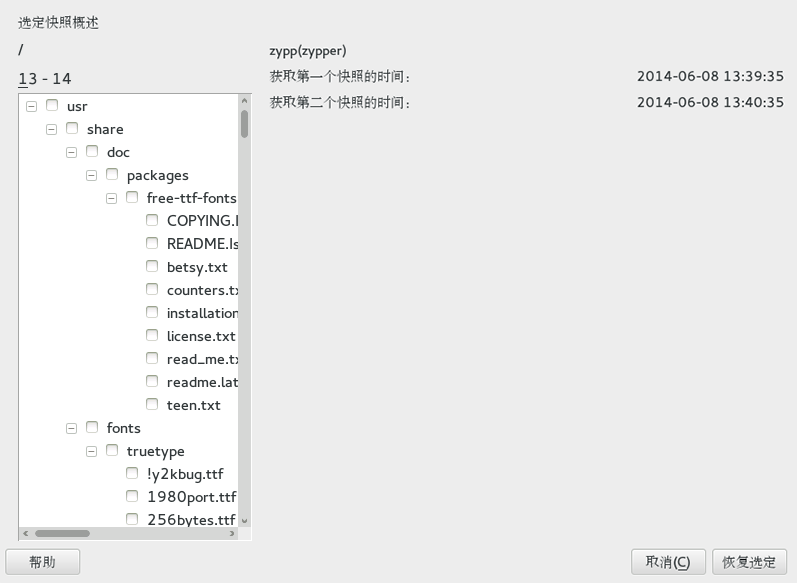 选定快照概述
/
13 - 14
zypp(zypper)
获取第一个快照的时间： 2014-06-08 13:39:35
获取第二个快照的时间： 2014-06-08 13:40:35
usr
share
doc
packages
free-ttf-fonts
COPYING.
README.Is
betsy.txt
counters.tx
installation
license.txt
read_me.tx
readme.lat
teen.txt
fonts
truetype
!y2kbug.ttf
1980port.ttf
256bytes.ttf
帮助 取消(C) 恢复选定